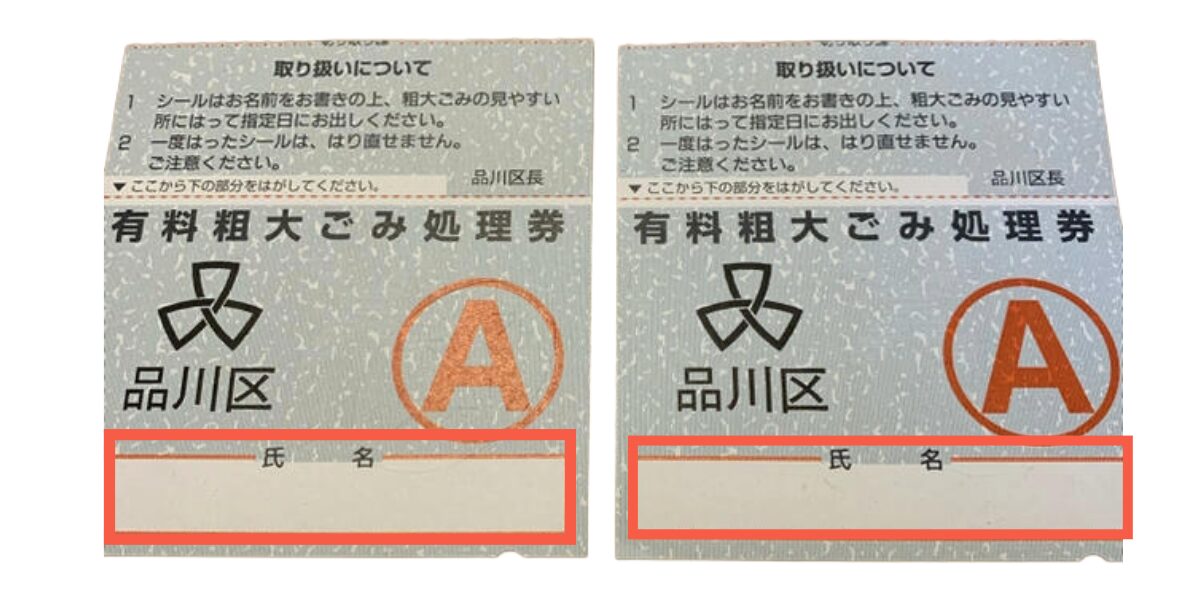 取り扱いについて
1 シールはお名前をお書きの上、粗大ごみの見やすい
所にはって指定日にお出しください。
2 一度はったシールは、はり直せません。
ご注意ください。
品川区長
▼ここから下の部分をはがしてください。
有料粗大ごみ処理券
A
品川区
氏 名
取り扱いについて
1 シールはお名前をお書きの上、粗大ごみの見やすい
所にはって指定日にお出しください。
2 一度はったシールは、はり直せません。
ご注意ください。
品川区長
▼ここから下の部分をはがしてください。
有料粗大ごみ処理券
A
品川区
氏 名